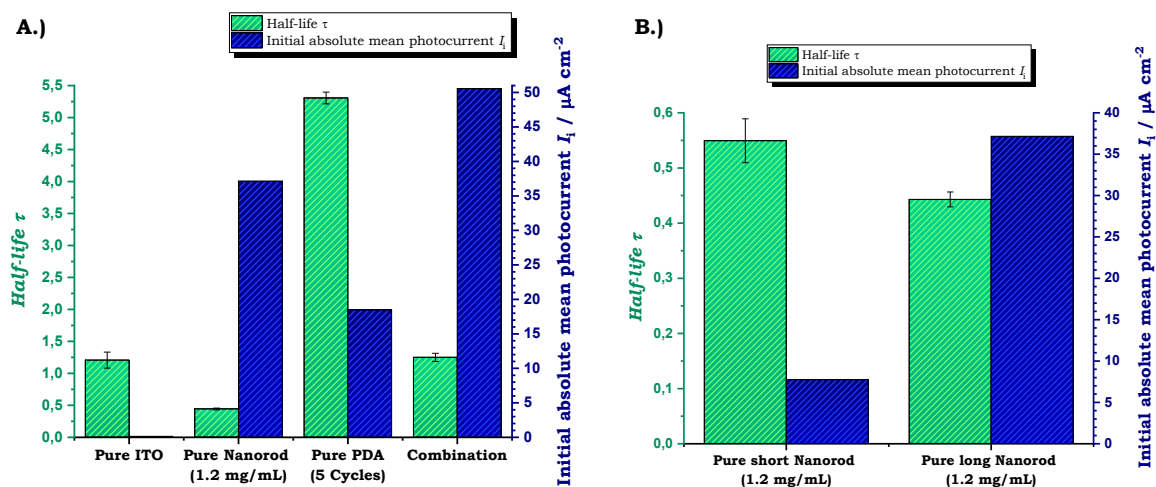 A.)
Half-life τ
Initial absolute mean photocurrent Iᵢ
5,5
5,0
4,5
4,0
3,5
3,0
2,5
2,0
1,5
1,0
0,5
0,0
Half-life τ
50
45
40
35
30
25
20
15
10
5
0
Initial absolute mean photocurrent Iᵢ / μA cm⁻²
Pure ITO
Pure Nanorod
(1.2 mg/mL)
Pure PDA
(5 Cycles)
Combination
B.)
Half-life τ
Initial absolute mean photocurrent Iᵢ
0,6
0,5
0,4
0,3
0,2
0,1
0,0
Half-life τ
40
35
30
25
20
15
10
5
0
Initial absolute mean photocurrent Iᵢ / μA cm⁻²
Pure short Nanorod
(1.2 mg/mL)
Pure long Nanorod
(1.2 mg/mL)